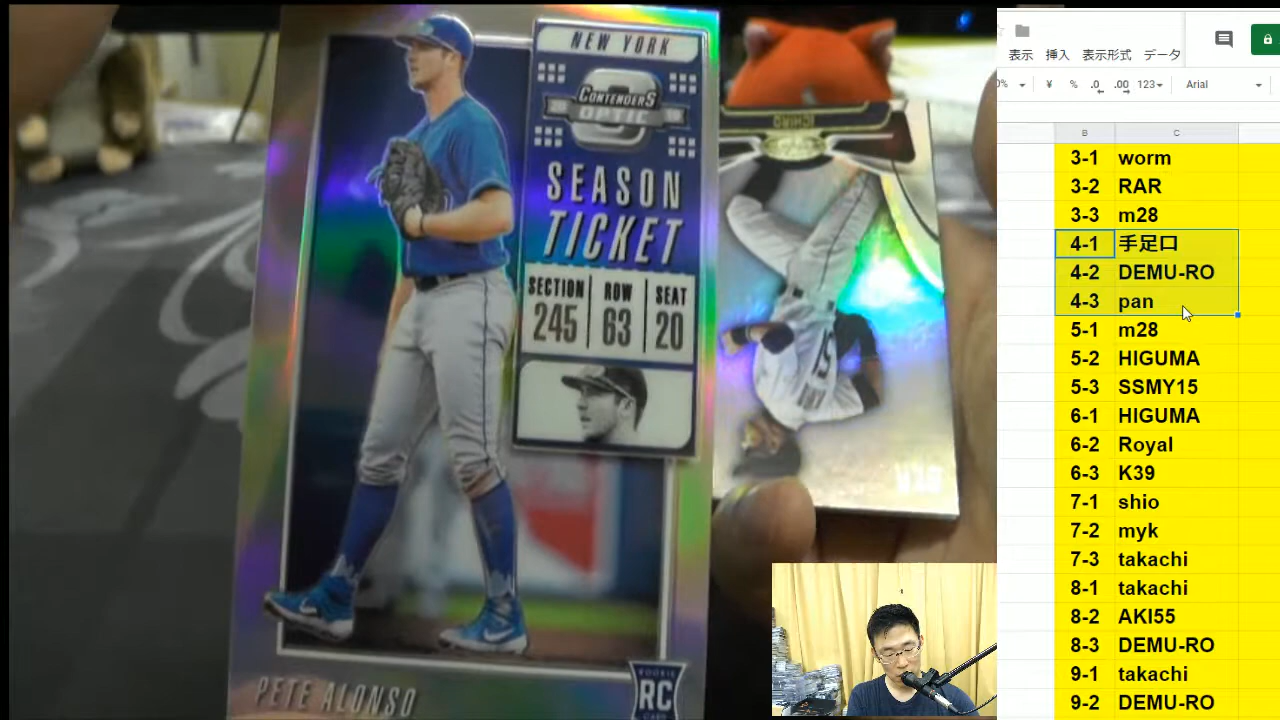 NEW YORK
CONTENDERS
OPTIC
SEASON
TICKET
SECTION ROW SEAT
245 63 20
PETE ALONSO
ROOKIE
RC
CARD
ICHIRO
51
表示 挿入 表示形式 データ
0% ¥ % .0 .00 123 Arial
B C
3-1 worm
3-2 RAR
3-3 m28
4-1 手足口
4-2 DEMU-RO
4-3 pan
5-1 m28
5-2 HIGUMA
5-3 SSMY15
6-1 HIGUMA
6-2 Royal
6-3 K39
7-1 shio
7-2 myk
7-3 takachi
8-1 takachi
8-2 AKI55
8-3 DEMU-RO
9-1 takachi
9-2 DEMU-RO